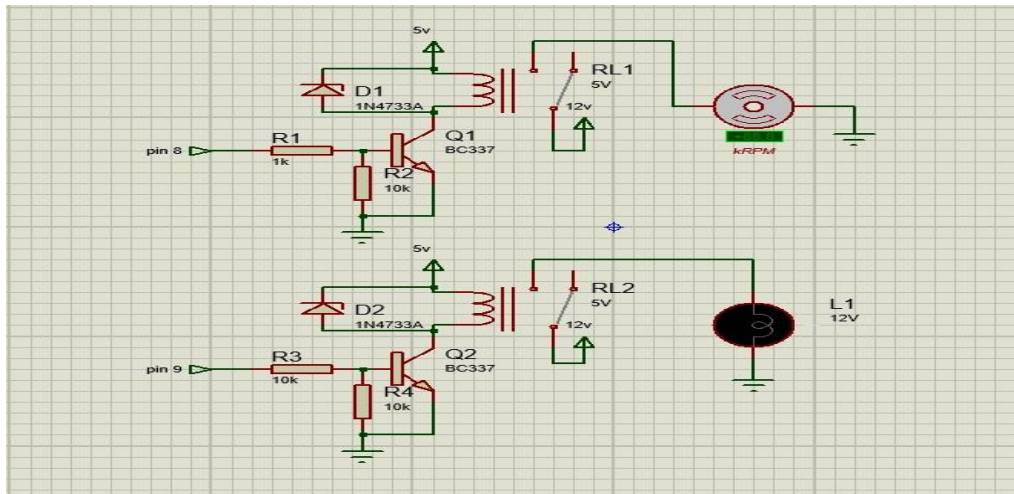 5v
D1
1N4733A
RL1
5V
12v
Q1
BC337
R1
1k
pin 8
R2
10k
kRPM
5v
D2
1N4733A
RL2
5V
12v
L1
12V
Q2
BC337
R3
10k
pin 9
R4
10k